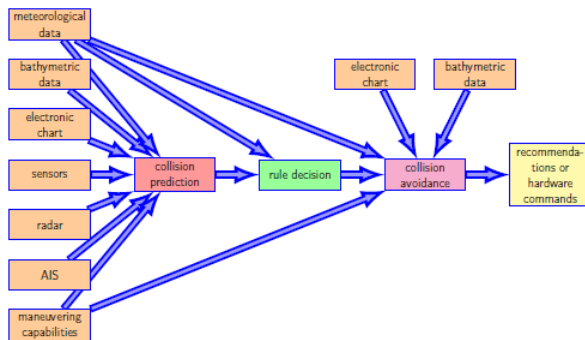 meteorological
data
bathymetric
data
electronic
chart
sensors
radar
AIS
maneuvering
capabilities
collision
prediction
rule decision
electronic
chart
bathymetric
data
collision
avoidance
recommenda-
tions or
hardware
commands